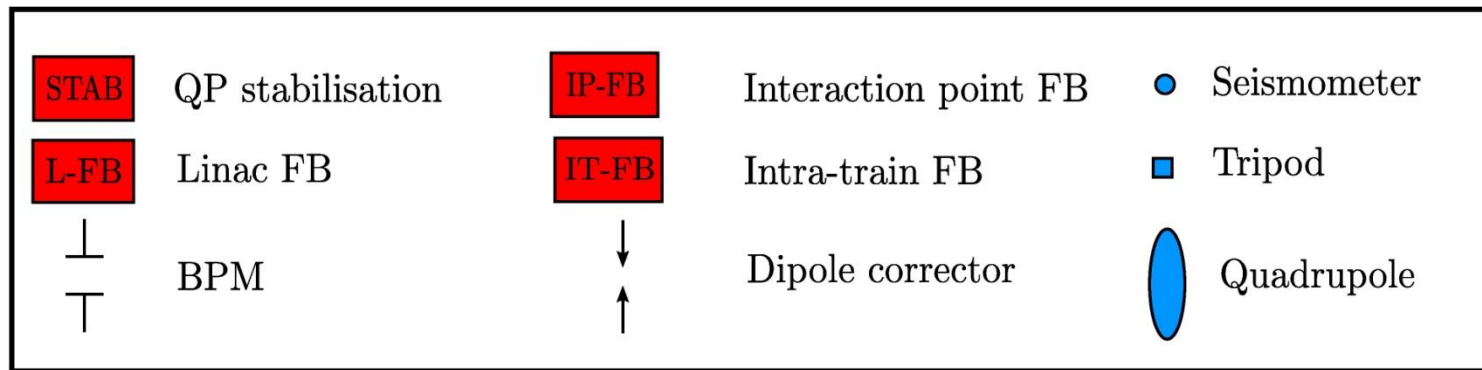 STAB QP stabilisation IP-FB Interaction point FB Seismometer
L-FB Linac FB IT-FB Intra-train FB Tripod
BPM Dipole corrector Quadrupole